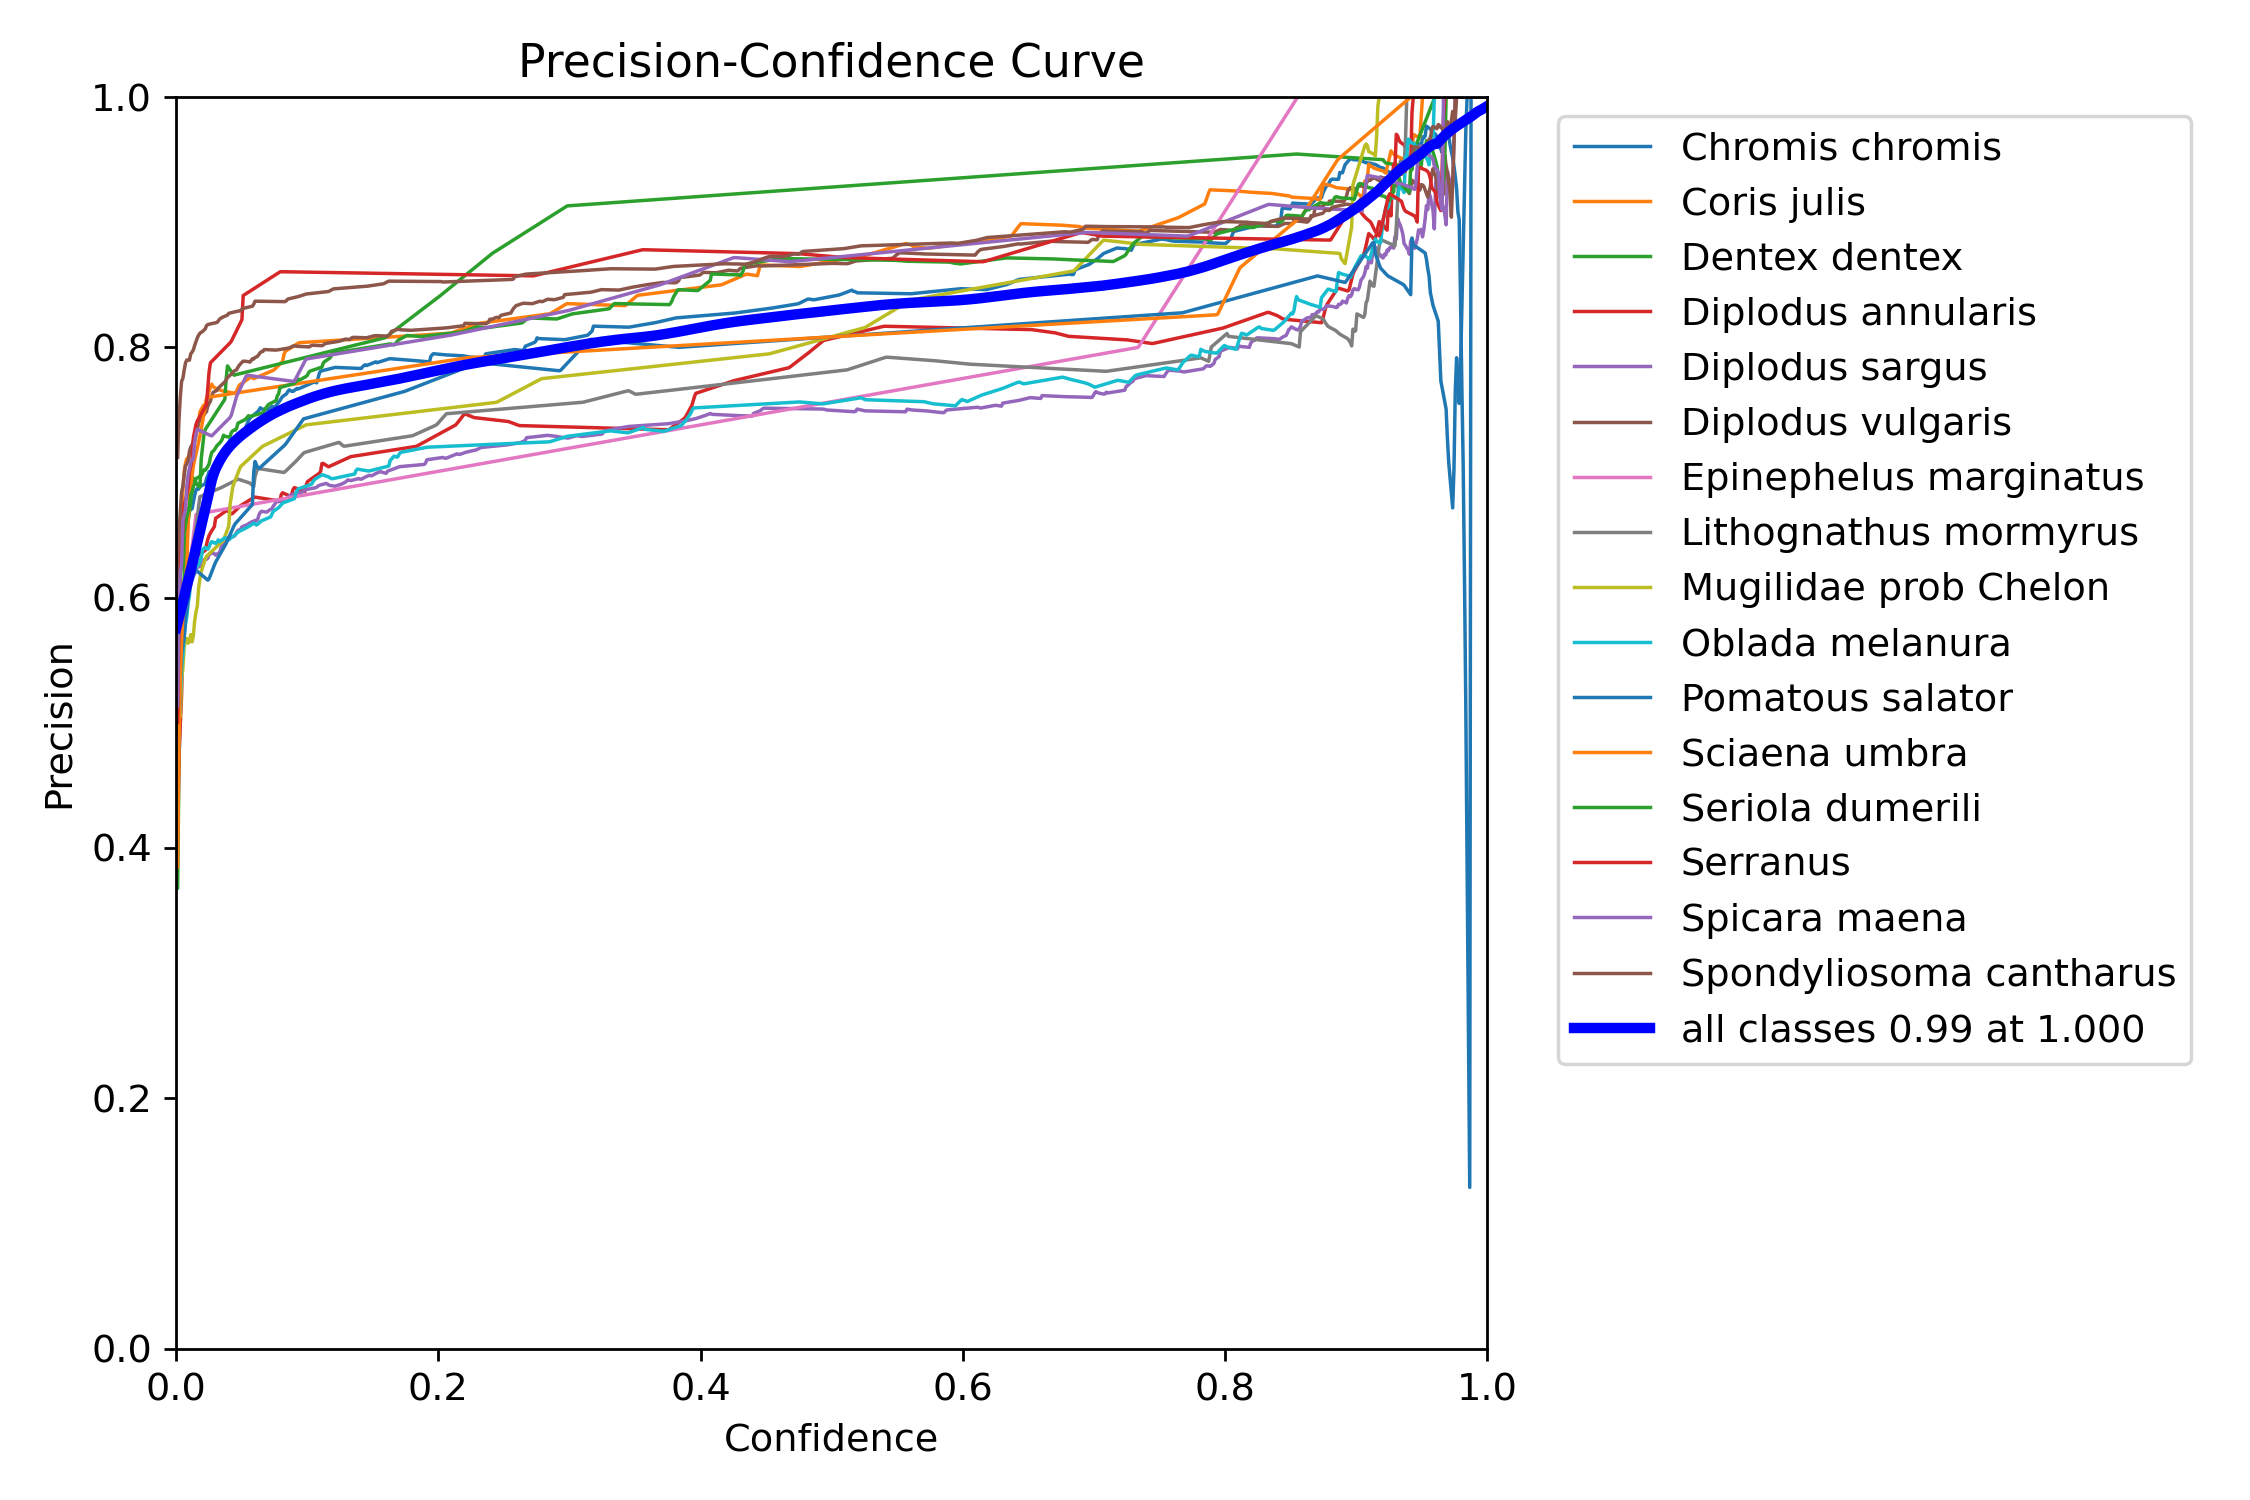 Precision-Confidence Curve
1.0
0.8
0.6
0.4
0.2
0.0
Precision
0.0 0.2 0.4 0.6 0.8 1.0
Confidence
Chromis chromis
Coris julis
Dentex dentex
Diplodus annularis
Diplodus sargus
Diplodus vulgaris
Epinephelus marginatus
Lithognathus mormyrus
Mugilidae prob Chelon
Oblada melanura
Pomatous salator
Sciaena umbra
Seriola dumerili
Serranus
Spicara maena
Spondyliosoma cantharus
all classes 0.99 at 1.000